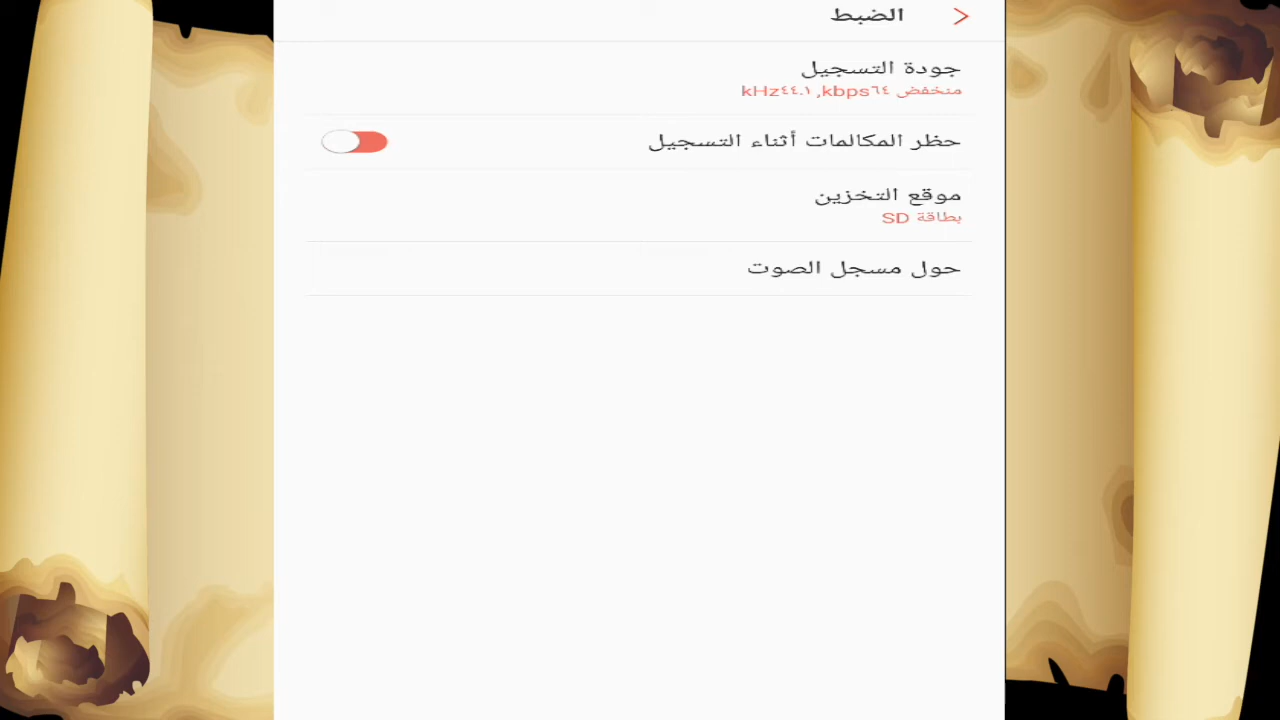 الضبط
جودة التسجيل
منخفض ٦٤kbps, ٤٤.١kHz
حظر المكالمات أثناء التسجيل
موقع التخزين
بطاقة SD
حول مسجل الصوت